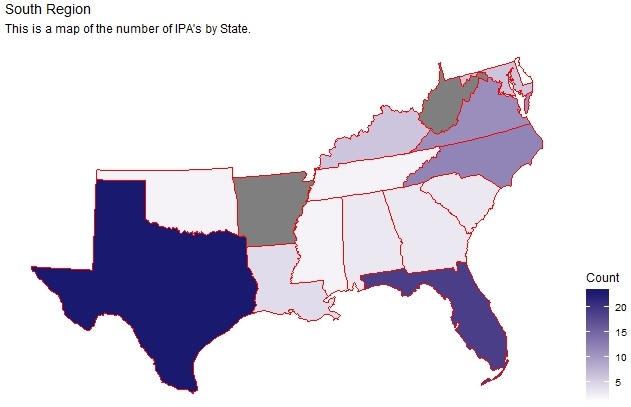 South Region
This is a map of the number of IPA's by State.
Count
20
15
10
5